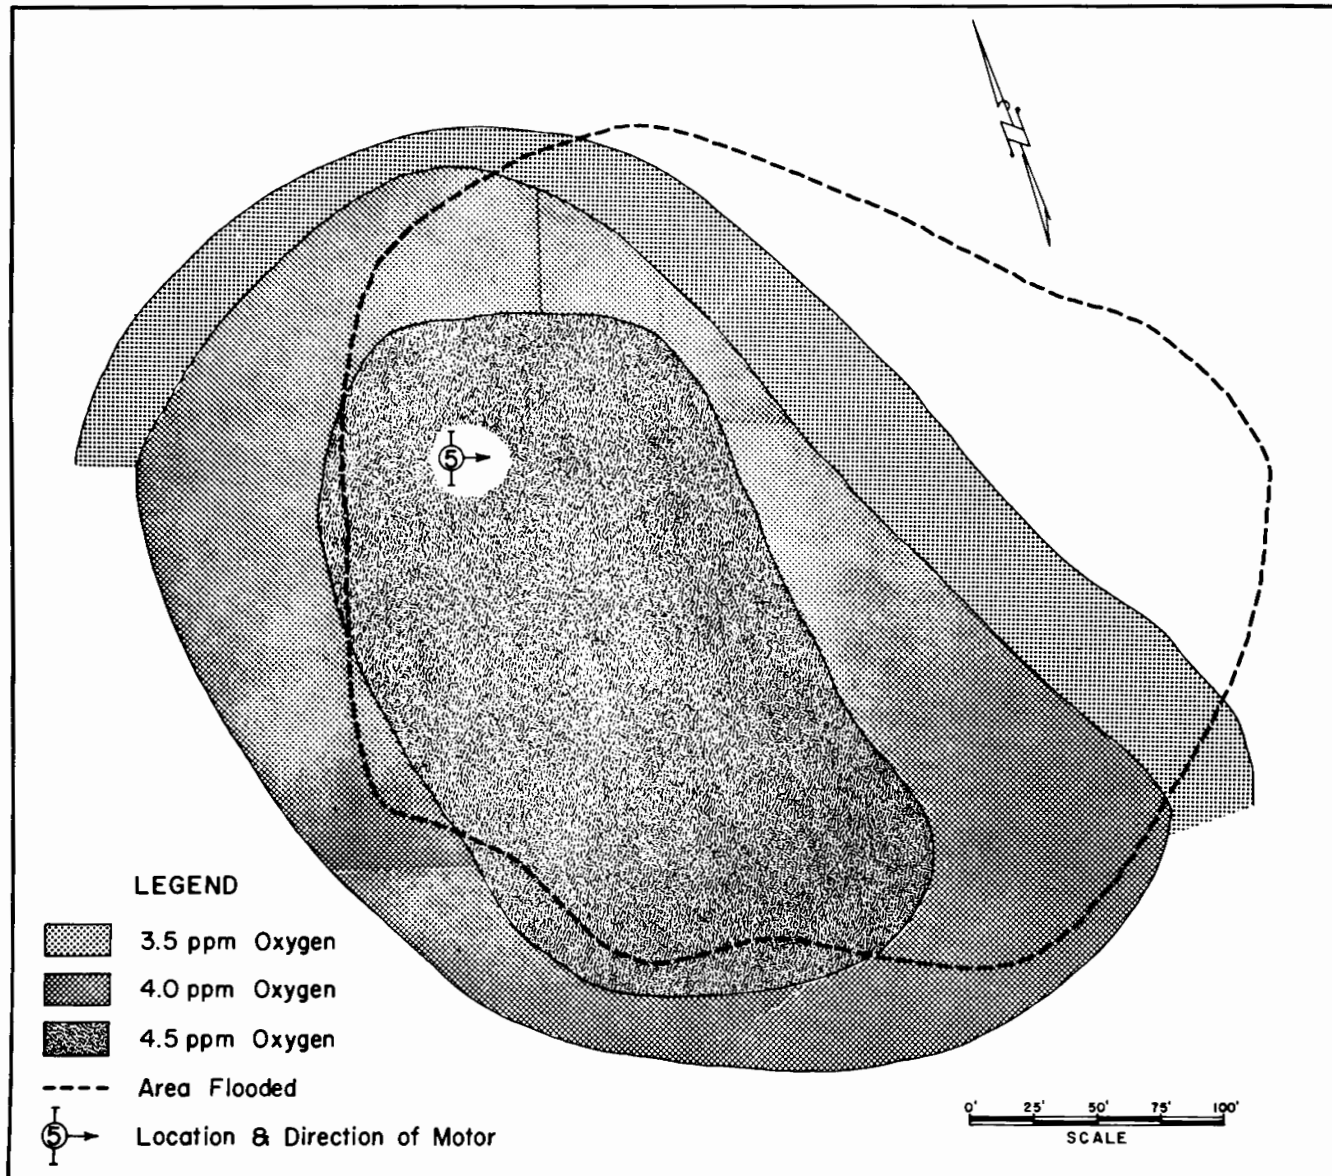 5
LEGEND
3.5 ppm Oxygen
4.0 ppm Oxygen
4.5 ppm Oxygen
Area Flooded
5 Location & Direction of Motor
0' 25' 50' 75' 100'
SCALE